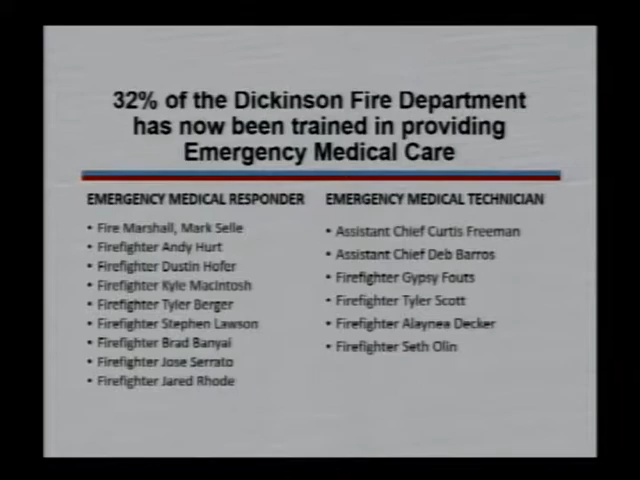 32% of the Dickinson Fire Department
has now been trained in providing
Emergency Medical Care
EMERGENCY MEDICAL RESPONDER
• Fire Marshall, Mark Selle
• Firefighter Andy Hurt
• Firefighter Dustin Hofer
• Firefighter Kyle MacIntosh
• Firefighter Tyler Berger
• Firefighter Stephen Lawson
• Firefighter Brad Banyai
• Firefighter Jose Serrato
• Firefighter Jared Rhode
EMERGENCY MEDICAL TECHNICIAN
• Assistant Chief Curtis Freeman
• Assistant Chief Deb Barros
• Firefighter Gypsy Fouts
• Firefighter Tyler Scott
• Firefighter Alaynea Decker
• Firefighter Seth Olin